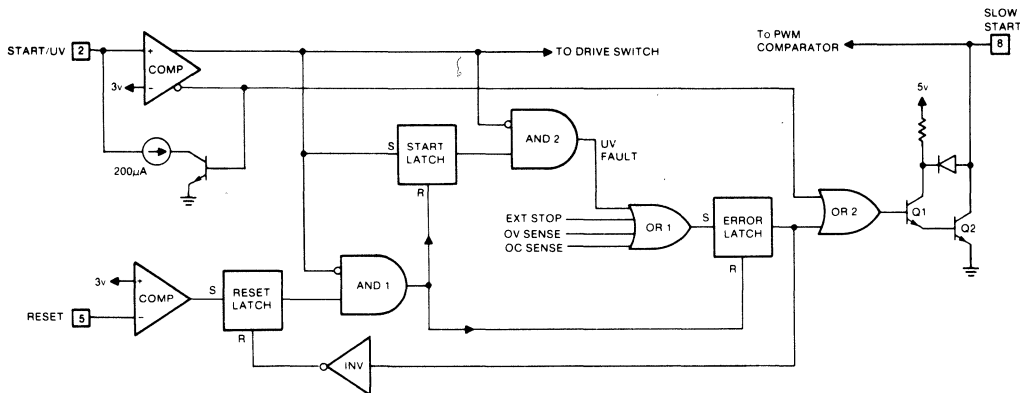 SLOW
START
8
To PWM
COMPARATOR
START/UV 2
+
COMP
3v
−
TO DRIVE SWITCH
5v
200µA
S START
LATCH
R
AND 2
UV
FAULT
EXT STOP
OV SENSE
OC SENSE
OR 1
S ERROR
LATCH
R
OR 2
Q1
Q2
3v
+
COMP
−
RESET 5
S RESET
LATCH
R
AND 1
INV